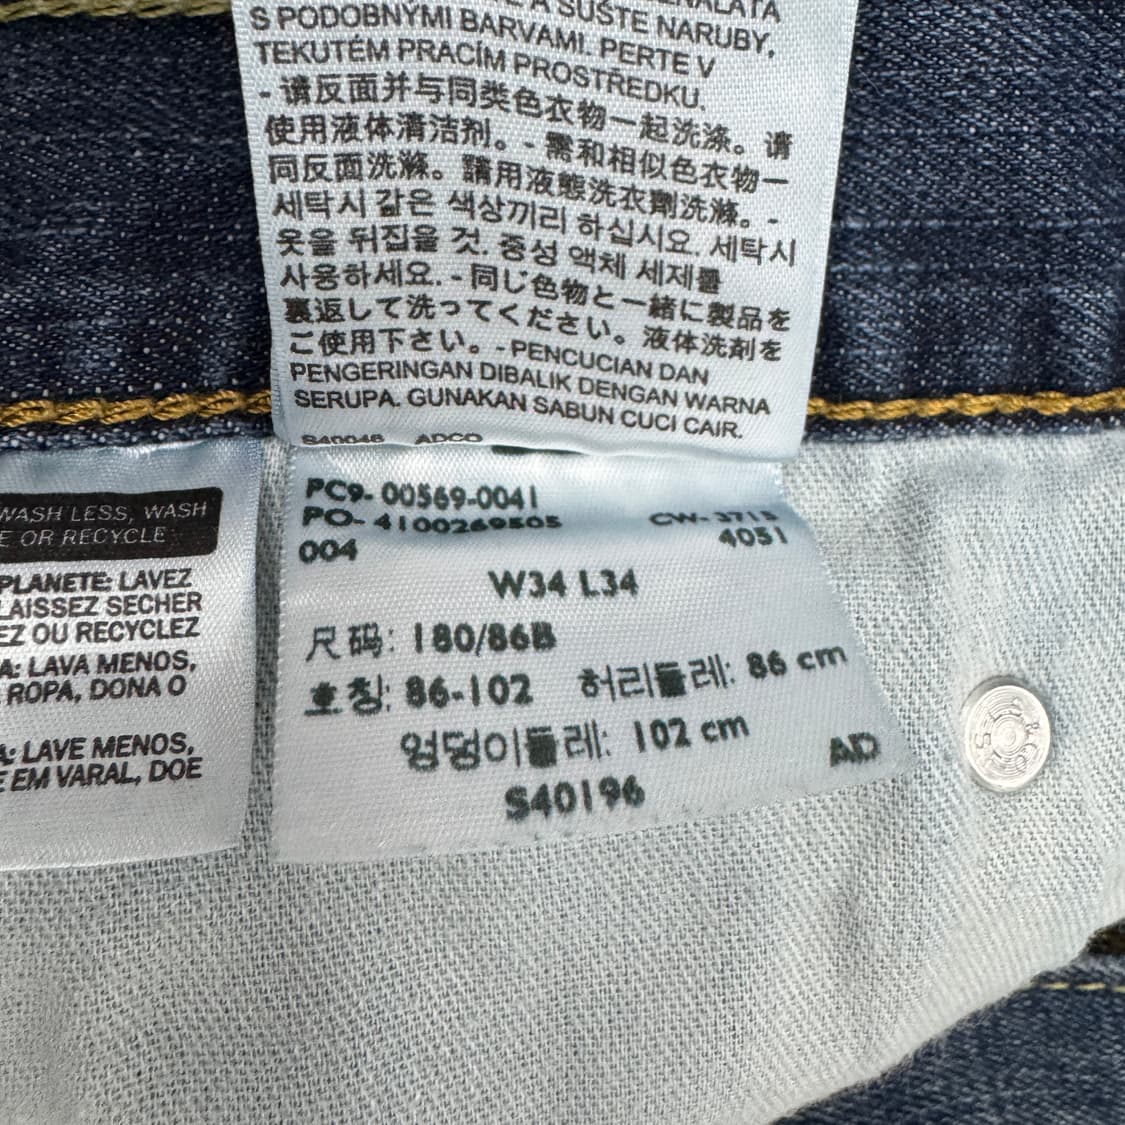 S PODOBNÝMI BARVAMI. PERTE V
TEKUTÉM PRACÍM PROSTŘEDKU.
- 请反面并与同类色衣物一起洗涤。请
使用液体清洁剂。- 需和相似色衣物一
同反面洗滌。請用液態洗衣劑洗滌。-
세탁시 같은 색상끼리 하십시요. 세탁시
옷을 뒤집을 것. 중성 액체 세제를
사용하세요. - 同じ色物と一緒に製品を
裏返して洗ってください。液体洗剤を
ご使用下さい。- PENCUCIAN DAN
PENGERINGAN DIBALIK DENGAN WARNA
SERUPA. GUNAKAN SABUN CUCI CAIR.
S40046 ADCO
WASH LESS, WASH
E OR RECYCLE
PLANETE: LAVEZ
LAISSEZ SECHER
EZ OU RECYCLEZ
A: LAVA MENOS,
ROPA, DONA O
A: LAVE MENOS,
E EM VARAL, DOE
PC9- 00569-0041
PO- 4100269505 CW- 3715
004 4051
W34 L34
尺码: 180/86B
호칭: 86-102 허리둘레: 86 cm
엉덩이둘레: 102 cm
AD
S40196